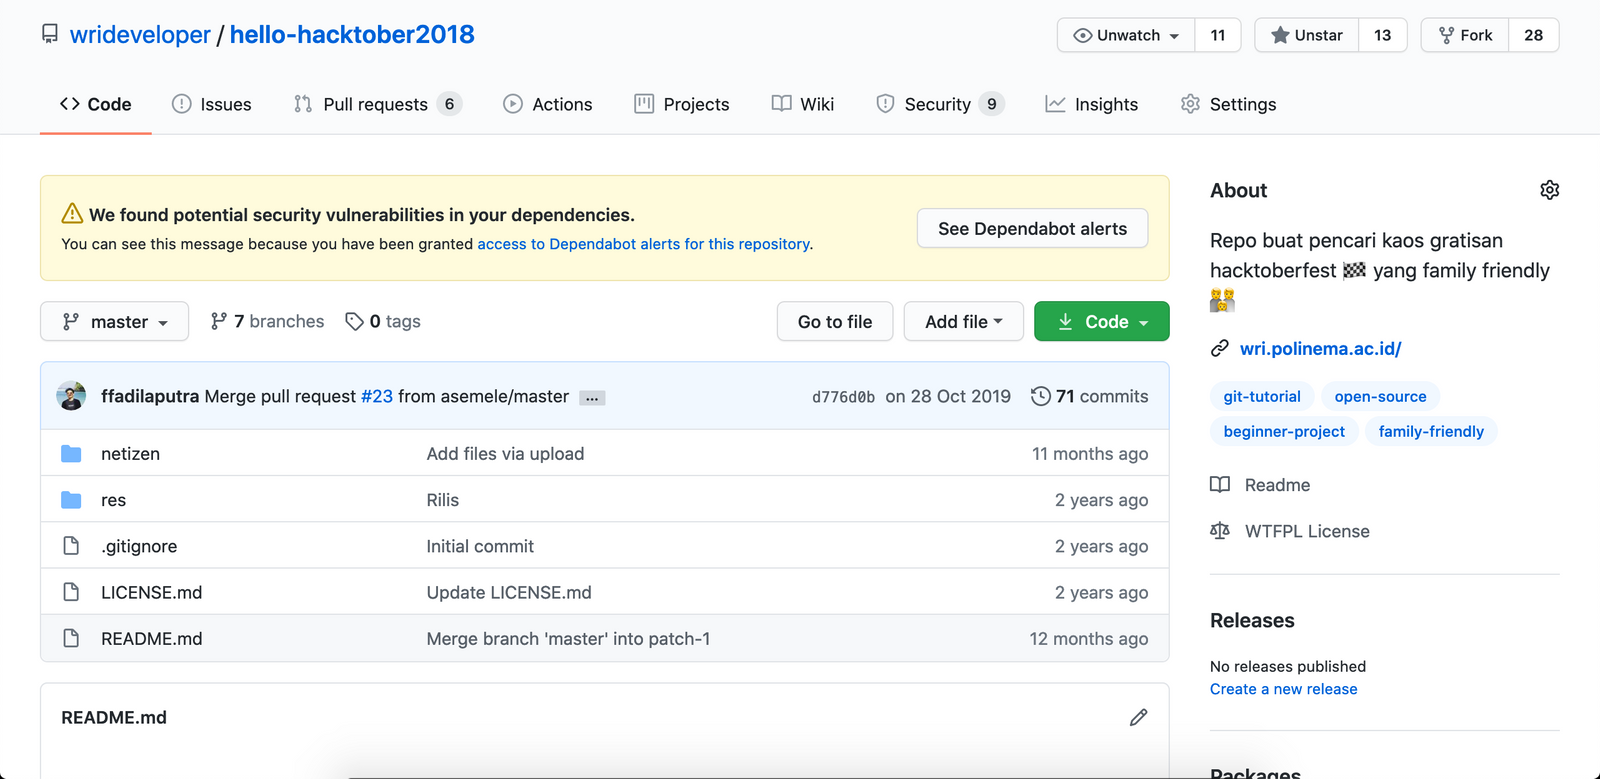 wrideveloper / hello-hacktober2018
Unwatch 11 Unstar 13 Fork 28
Code Issues Pull requests 6 Actions Projects Wiki Security 9 Insights Settings
We found potential security vulnerabilities in your dependencies.
You can see this message because you have been granted access to Dependabot alerts for this repository.
See Dependabot alerts
master 7 branches 0 tags Go to file Add file Code
ffadilaputra Merge pull request #23 from asemele/master ... d776d0b on 28 Oct 2019 71 commits
netizen Add files via upload 11 months ago
res Rilis 2 years ago
.gitignore Initial commit 2 years ago
LICENSE.md Update LICENSE.md 2 years ago
README.md Merge branch 'master' into patch-1 12 months ago
README.md
About
Repo buat pencari kaos gratisan
hacktoberfest 🏁 yang family friendly
👪
wri.polinema.ac.id/
git-tutorial open-source
beginner-project family-friendly
Readme
WTFPL License
Releases
No releases published
Create a new release
Packages